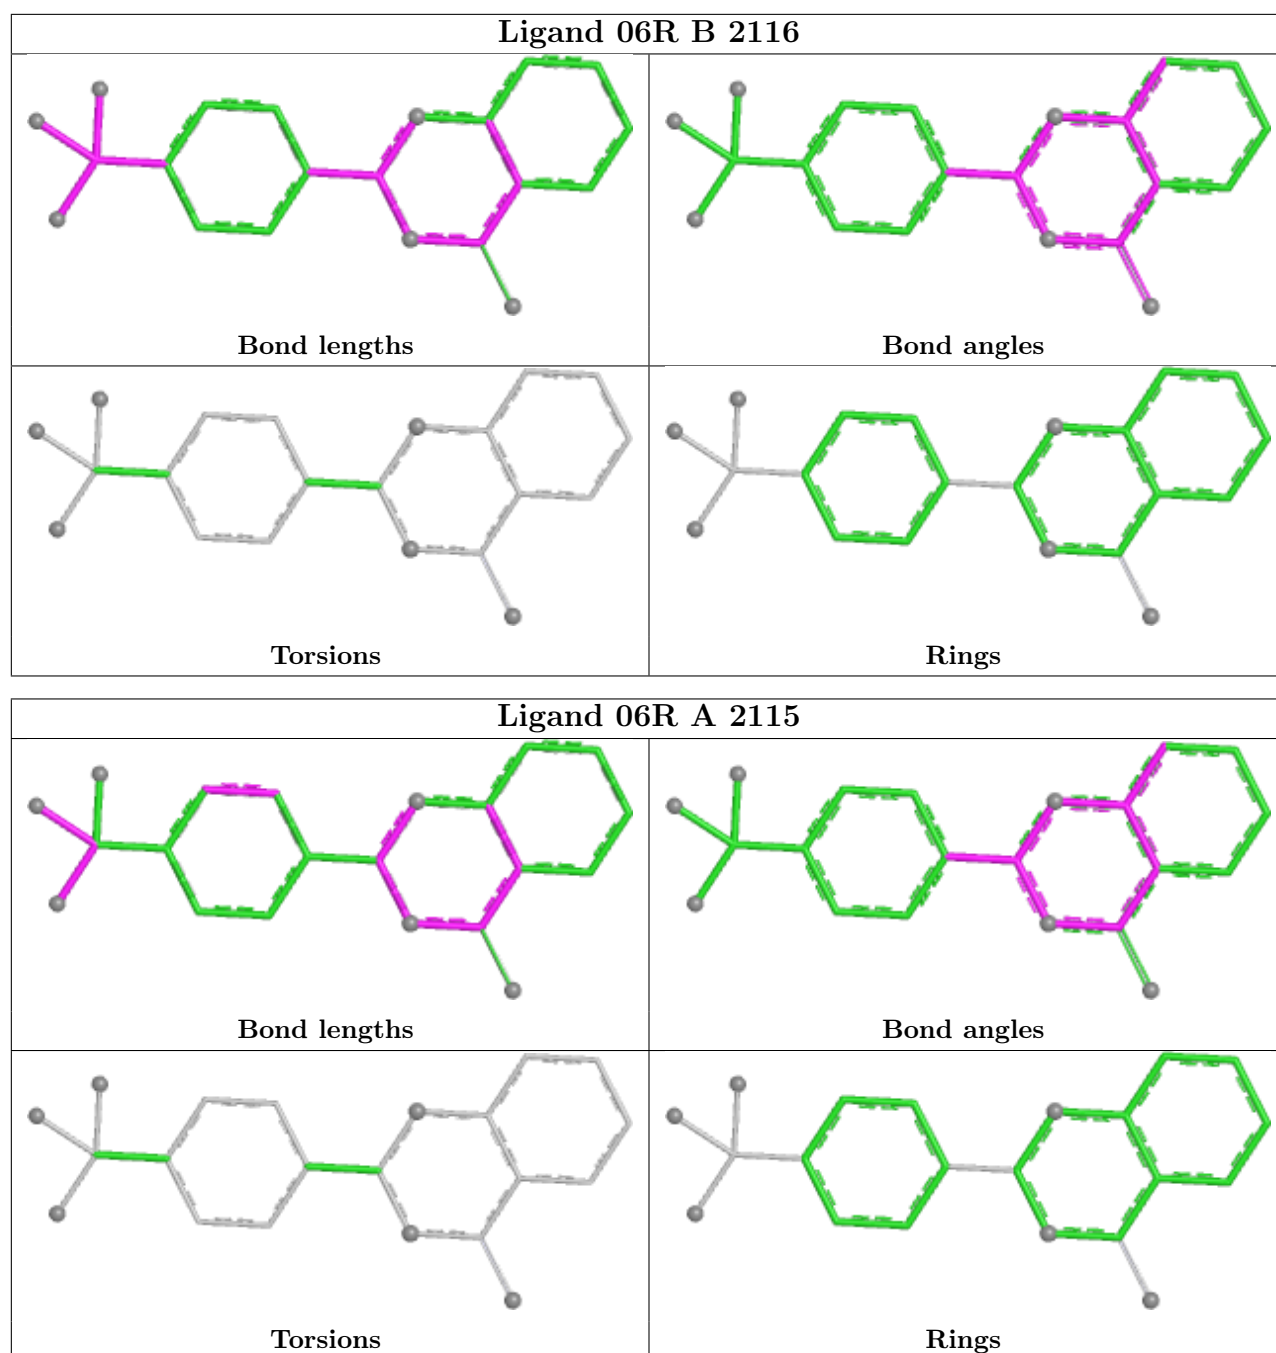 Ligand 06R B 2116
Bond lengths
Bond angles
Torsions
Rings
Ligand 06R A 2115
Bond lengths
Bond angles
Torsions
Rings